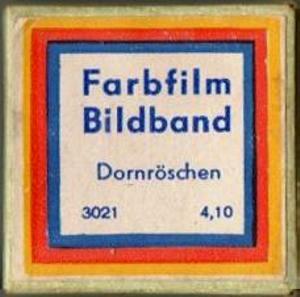 Farbfilm
Bildband
Dornröschen
3021 4,10